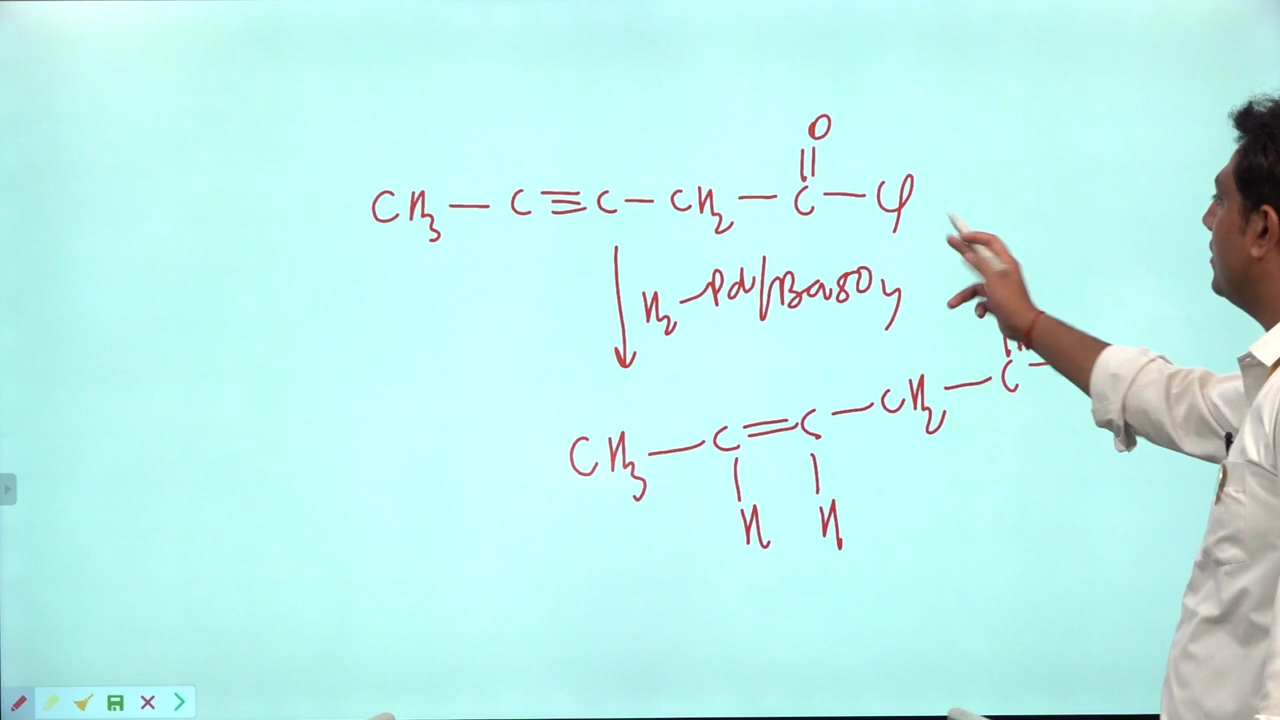 O
CH₃ — C ≡ C — CH₂ — C — Cl
H₂ – Pd/BaSO₄
CH₃ — C = C — CH₂ — C —
H H